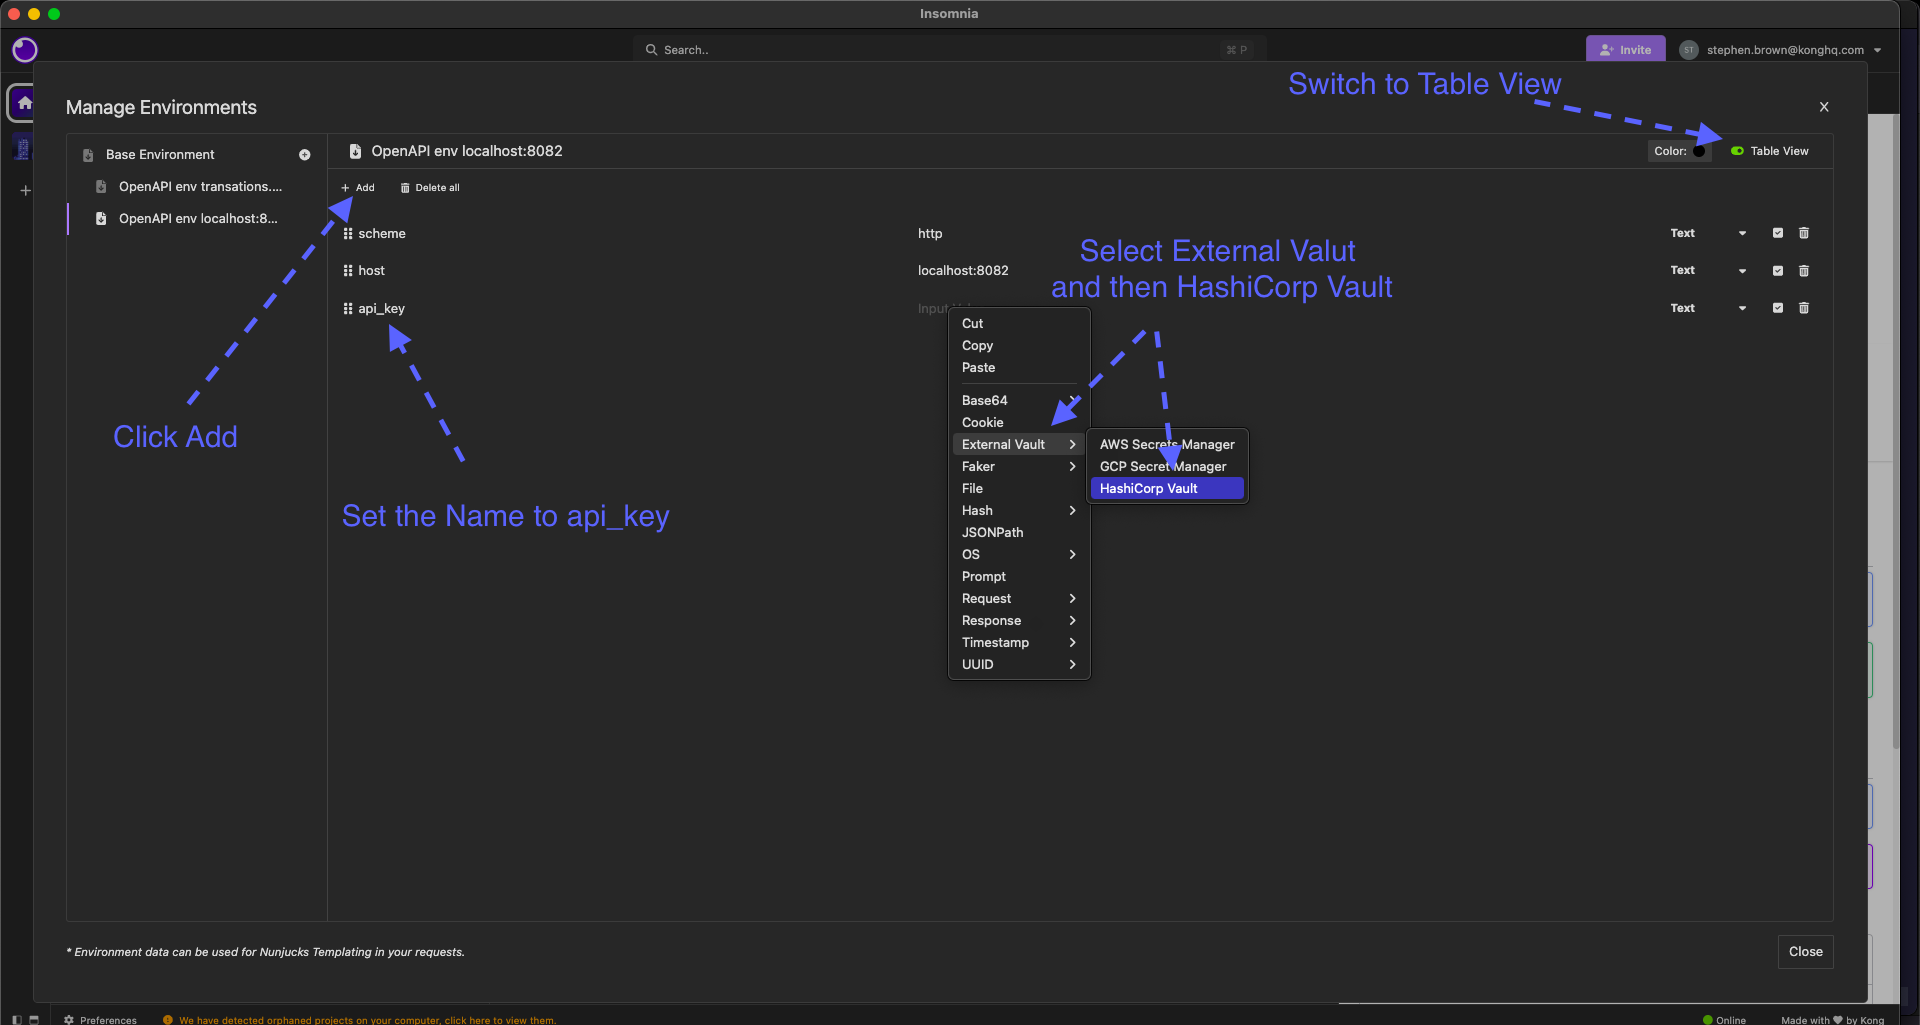 Insomnia
Search..
⌘ P
Invite
ST
stephen.brown@konghq.com
Switch to Table View
Manage Environments
Base Environment
OpenAPI env transations....
OpenAPI env localhost:8...
OpenAPI env localhost:8082
Color:
Table View
Add
Delete all
scheme
http
Text
host
localhost:8082
Text
api_key
Input
Text
Select External Valut
and then HashiCorp Vault
Click Add
Set the Name to api_key
Cut
Copy
Paste
Base64
Cookie
External Vault
Faker
File
Hash
JSONPath
OS
Prompt
Request
Response
Timestamp
UUID
AWS Secrets Manager
GCP Secret Manager
HashiCorp Vault
* Environment data can be used for Nunjucks Templating in your requests.
Close
Preferences
We have detected orphaned projects on your computer, click here to view them.
Online
Made with ♥ by Kong